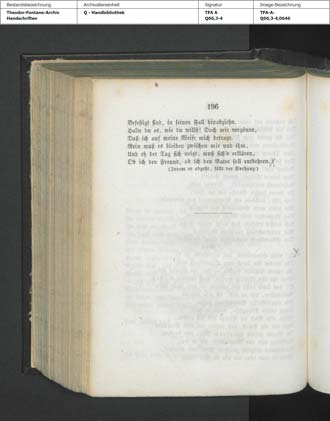 Bestandsbezeichnung Archivalieneinheit Signatur Image-Bezeichnung
Theodor-Fontane-Archiv Q - Handbibliothek TFA A TFA-A-
Handschriften Q66,3-4 Q66,3-4,0646
196
Befestigt sind, in seinen Fall hinabziehn.
Halte du es, wie du willst! Doch mir vergönne,
Daß ich auf meine Weise mich betrage.
Rein muß es bleiben zwischen mir und ihm,
Und eh der Tag sich neigt, muß sich's erklären,
Ob ich den Freund, ob ich den Vater soll entbehren.
(Indem er abgeht, fällt der Vorhang.)